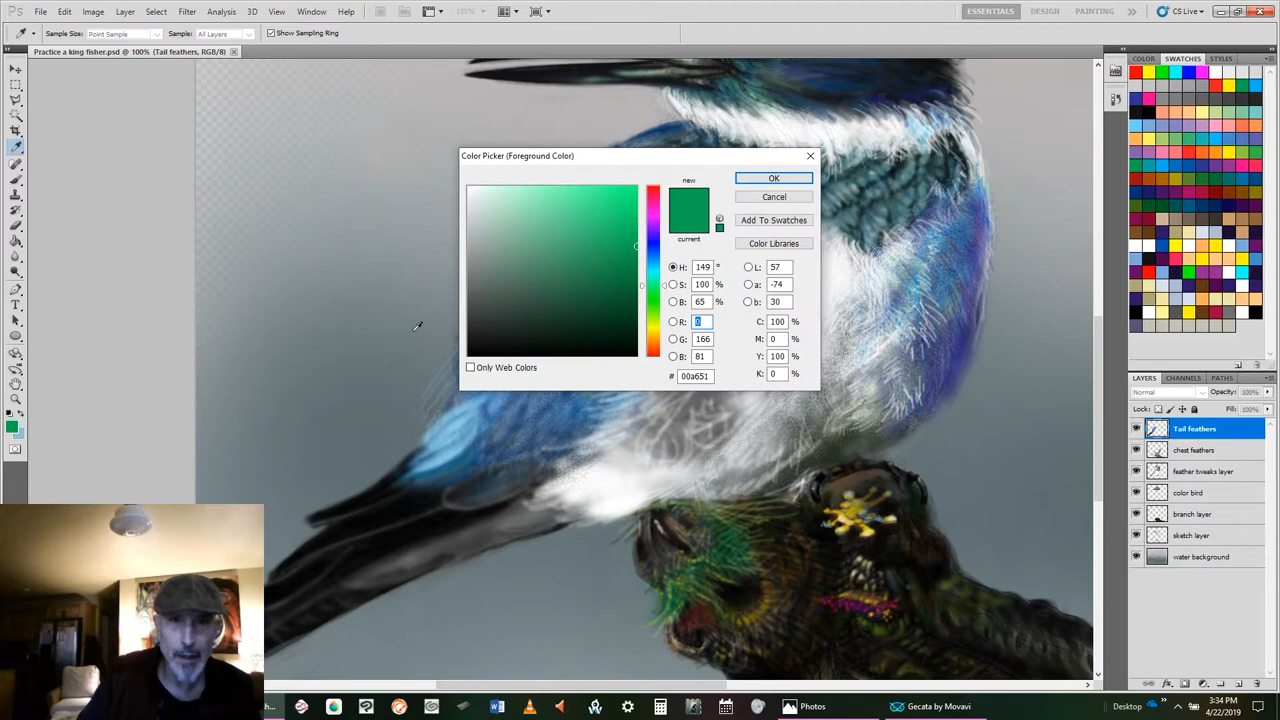 Ps File Edit Image Layer Select Filter Analysis 3D View Window Help Mb 100% ESSENTIALS DESIGN PAINTING CS Live
Sample Size: Point Sample Sample: All Layers Show Sampling Ring
Practice a king fisher.psd @ 100% (Tail feathers, RGB/8)
COLOR SWATCHES STYLES
Color Picker (Foreground Color)
new
OK
Cancel
Add To Swatches
current
Color Libraries
H: 149 ° L: 57
S: 100 % a: -74
B: 65 % b: 30
R: 0 C: 100 %
G: 166 M: 0 %
B: 81 Y: 100 %
# 00a651 K: 0 %
Only Web Colors
LAYERS CHANNELS PATHS
Normal Opacity: 100%
Lock: Fill: 100%
Tail feathers
chest feathers
feather tweaks layer
color bird
branch layer
sketch layer
water background
Photos
Gecata by Movavi
Desktop
3:34 PM
4/22/2019